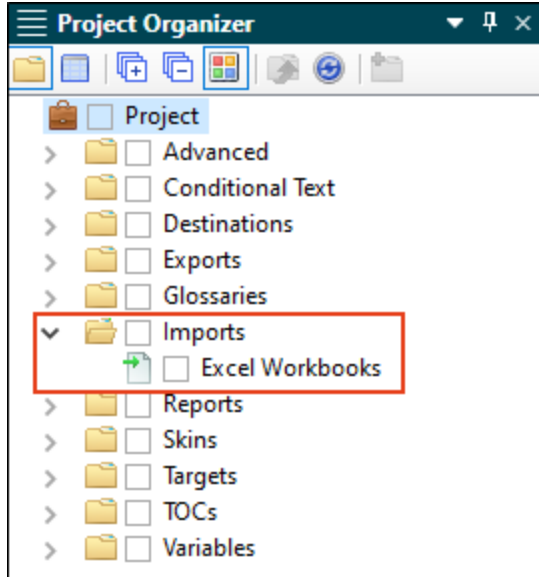 Project Organizer
Project
Advanced
Conditional Text
Destinations
Exports
Glossaries
Imports
Excel Workbooks
Reports
Skins
Targets
TOCs
Variables